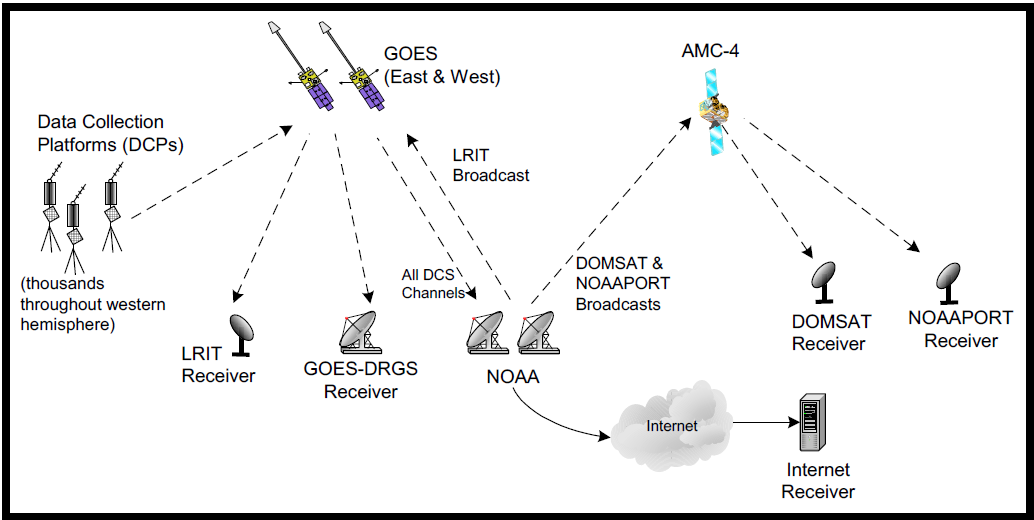 GOES
(East & West)
AMC-4
Data Collection
Platforms (DCPs)
LRIT
Broadcast
(thousands
throughout western
hemisphere)
All DCS
Channels
DOMSAT &
NOAAPORT
Broadcasts
LRIT
Receiver
GOES-DRGS
Receiver
NOAA
DOMSAT
Receiver
NOAAPORT
Receiver
Internet
Internet
Receiver